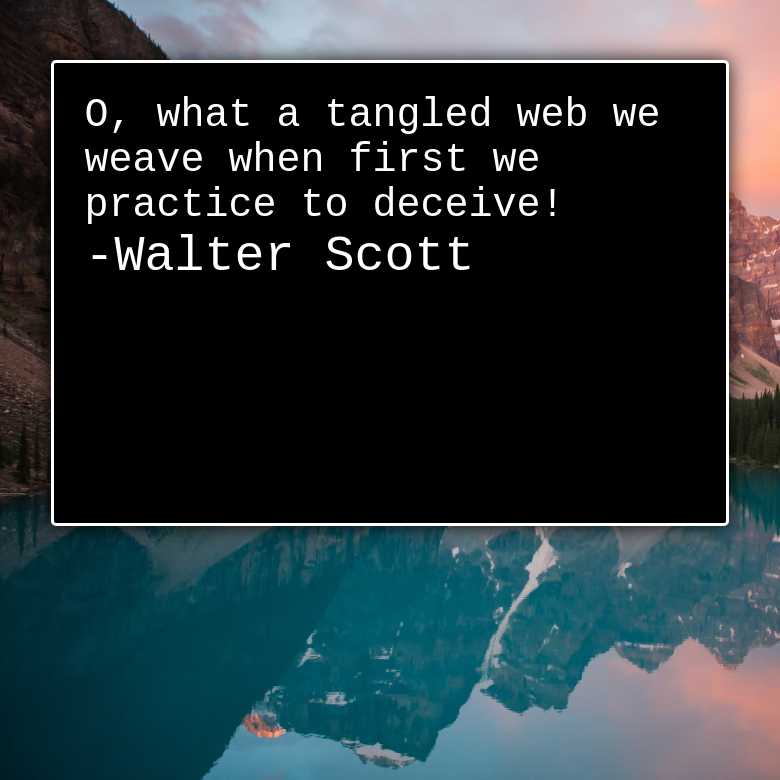 O, what a tangled web we
weave when first we
practice to deceive!
-Walter Scott